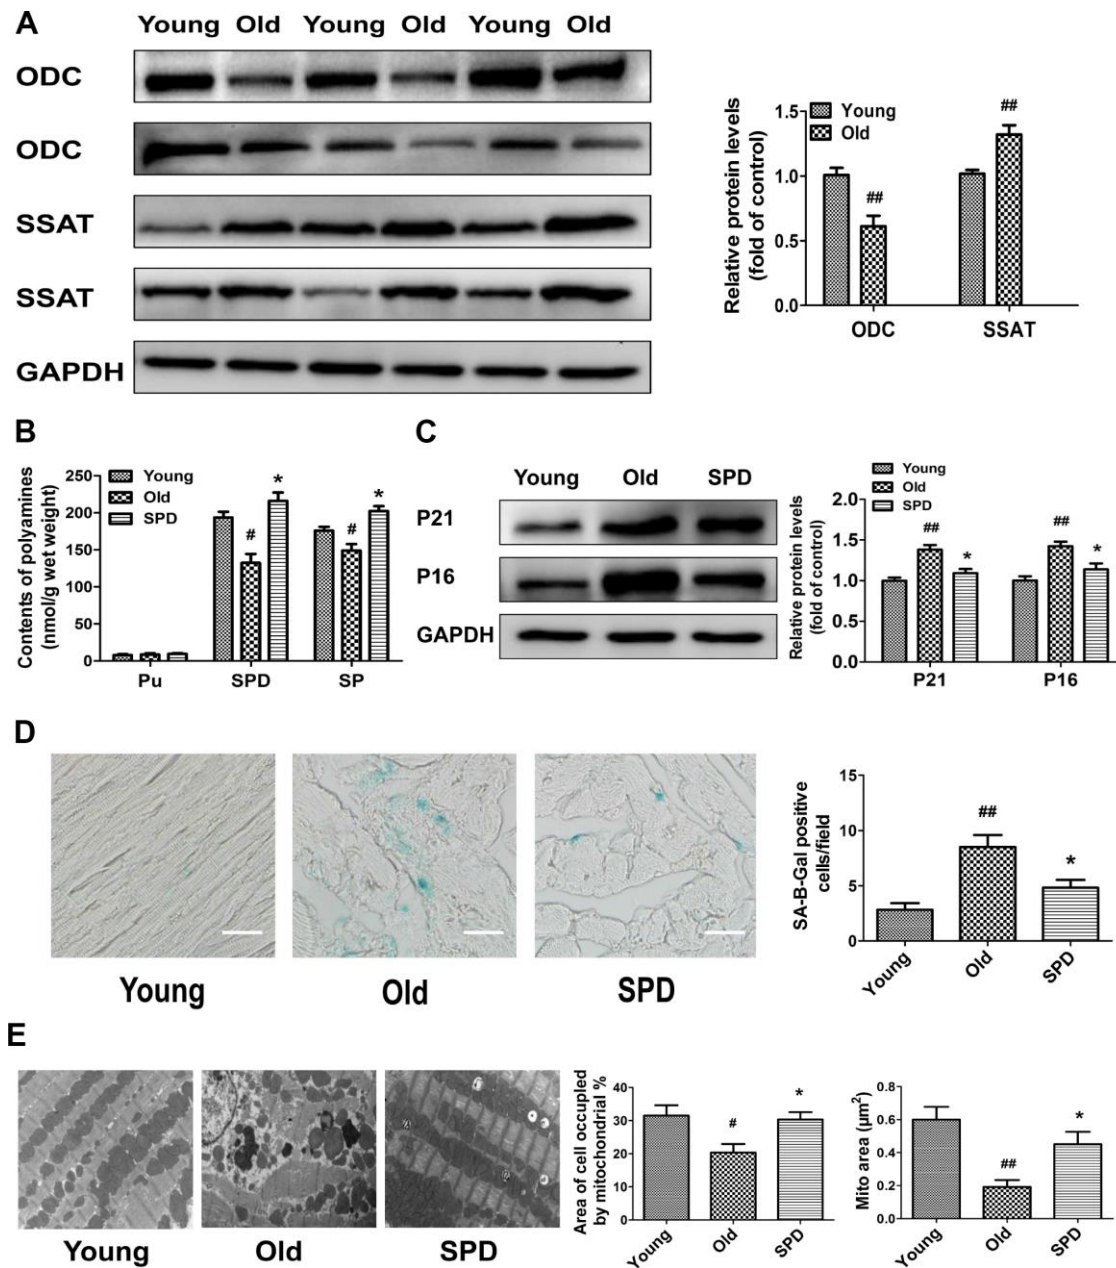 A
Young Old Young Old Young Old
ODC
ODC
SSAT
SSAT
GAPDH
Relative protein levels
(fold of control)
1.5
1.0
0.5
0.0
Young
Old
##
##
ODC SSAT
B
Contents of polyamines
(nmol/g wet weight)
250
200
150
100
50
0
Young
Old
SPD
#
*
#
*
Pu SPD SP
C
Young Old SPD
P21
P16
GAPDH
Relative protein levels
(fold of control)
2.0
1.5
1.0
0.5
0.0
Young
Old
SPD
##
*
##
*
P21 P16
D
Young Old SPD
SA-B-Gal positive
cells/field
15
10
5
0
##
*
Young Old SPD
E
Young Old SPD
Area of cell occupied
by mitochondrial %
40
30
20
10
0
#
*
Young Old SPD
Mito area (µm²)
0.8
0.6
0.4
0.2
0.0
##
*
Young Old SPD